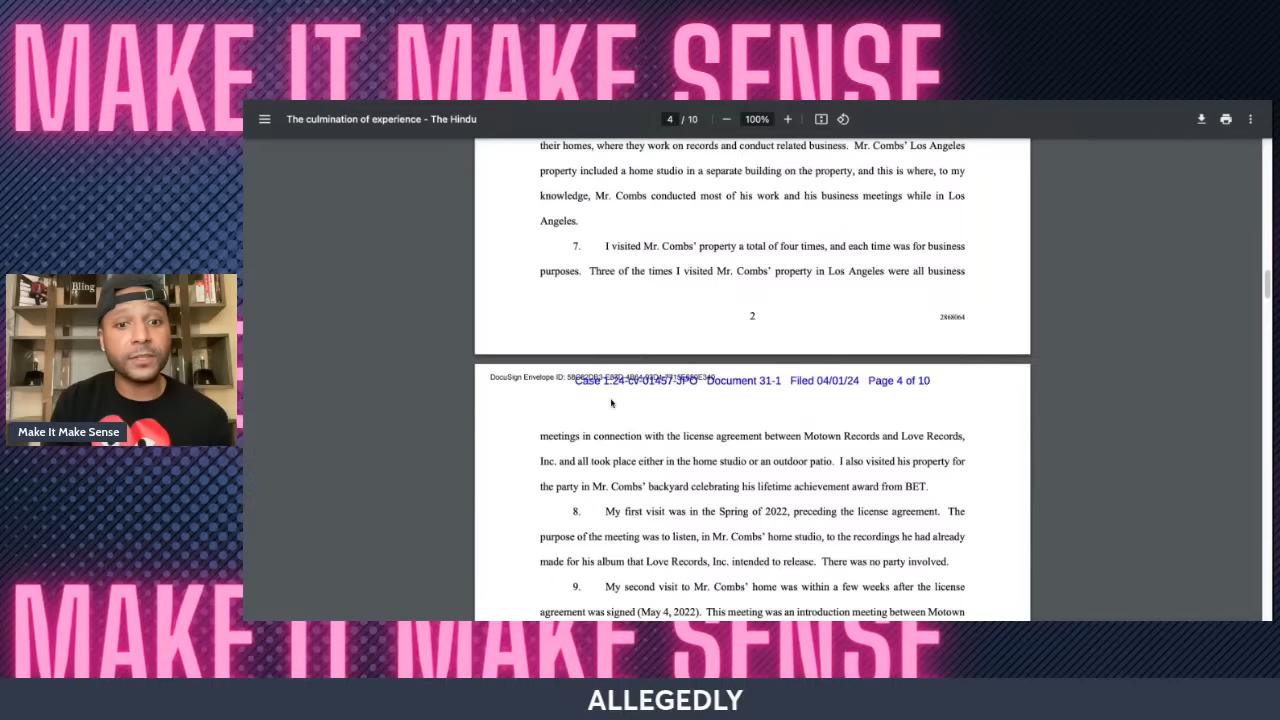 MAKE IT MAKE SENSE
The culmination of experience - The Hindu
4 / 10
100%
their homes, where they work on records and conduct related business. Mr. Combs' Los Angeles
property included a home studio in a separate building on the property, and this is where, to my
knowledge, Mr. Combs conducted most of his work and his business meetings while in Los
Angeles.
7. I visited Mr. Combs' property a total of four times, and each time was for business
purposes. Three of the times I visited Mr. Combs' property in Los Angeles were all business
2
2868064
DocuSign Envelope ID:
Case 1:24-cv-01457-JPO Document 31-1 Filed 04/01/24 Page 4 of 10
meetings in connection with the license agreement between Motown Records and Love Records,
Inc. and all took place either in the home studio or an outdoor patio. I also visited his property for
the party in Mr. Combs' backyard celebrating his lifetime achievement award from BET.
8. My first visit was in the Spring of 2022, preceding the license agreement. The
purpose of the meeting was to listen, in Mr. Combs' home studio, to the recordings he had already
made for his album that Love Records, Inc. intended to release. There was no party involved.
9. My second visit to Mr. Combs' home was within a few weeks after the license
agreement was signed (May 4, 2022). This meeting was an introduction meeting between Motown
Bling
Make It Make Sense
MAKE IT MAKE SENSE
ALLEGEDLY